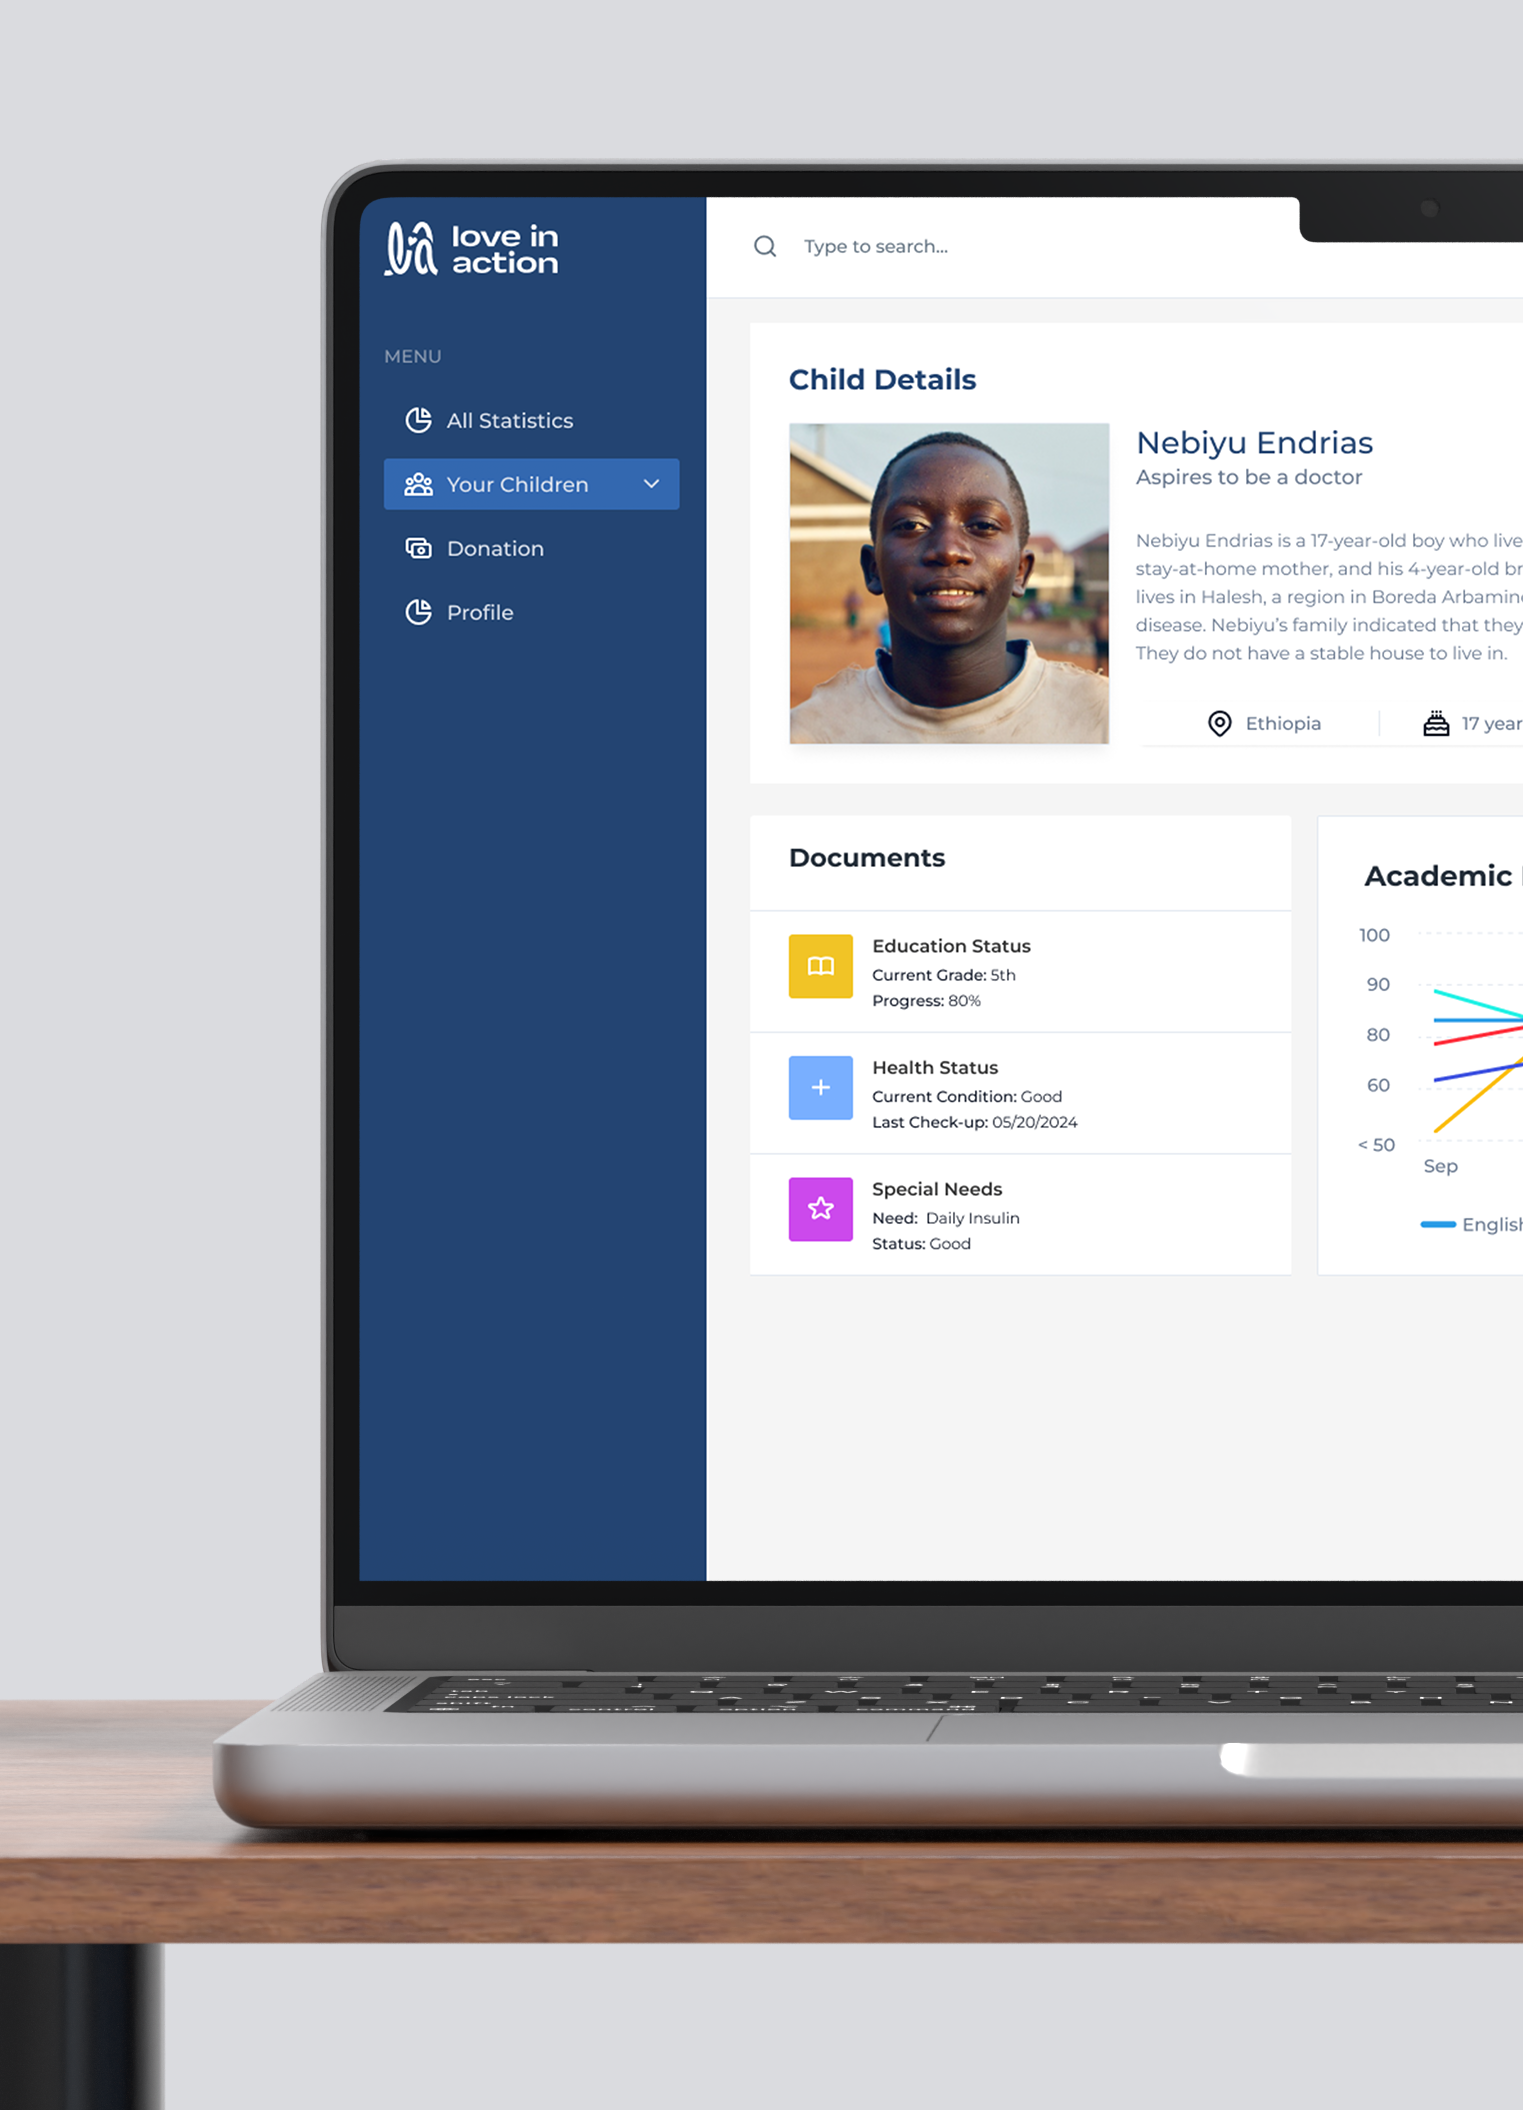 love in
action
MENU
All Statistics
Your Children
Donation
Profile
Type to search...
Child Details
Nebiyu Endrias
Aspires to be a doctor
Nebiyu Endrias is a 17-year-old boy who live
stay-at-home mother, and his 4-year-old br
lives in Halesh, a region in Boreda Arbamin
disease. Nebiyu’s family indicated that they
They do not have a stable house to live in.
Ethiopia
17 year
Documents
Education Status
Current Grade: 5th
Progress: 80%
Health Status
Current Condition: Good
Last Check-up: 05/20/2024
Special Needs
Need: Daily Insulin
Status: Good
Academic
100
90
80
60
< 50
Sep
English
control option command